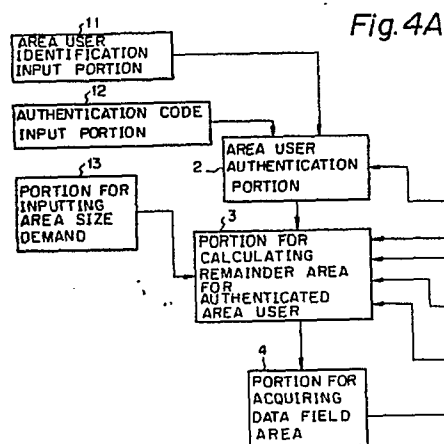 Fig. 4A
11
AREA USER
IDENTIFICATION
INPUT PORTION
12
AUTHENTICATION CODE
INPUT PORTION
13
PORTION FOR
INPUTTING
AREA SIZE
DEMAND
2
AREA USER
AUTHENTICATION
PORTION
3
PORTION FOR
CALCULATING
REMAINDER AREA
FOR
AUTHENTICATED
AREA USER
4
PORTION FOR
ACQUIRING
DATA FIELD
AREA